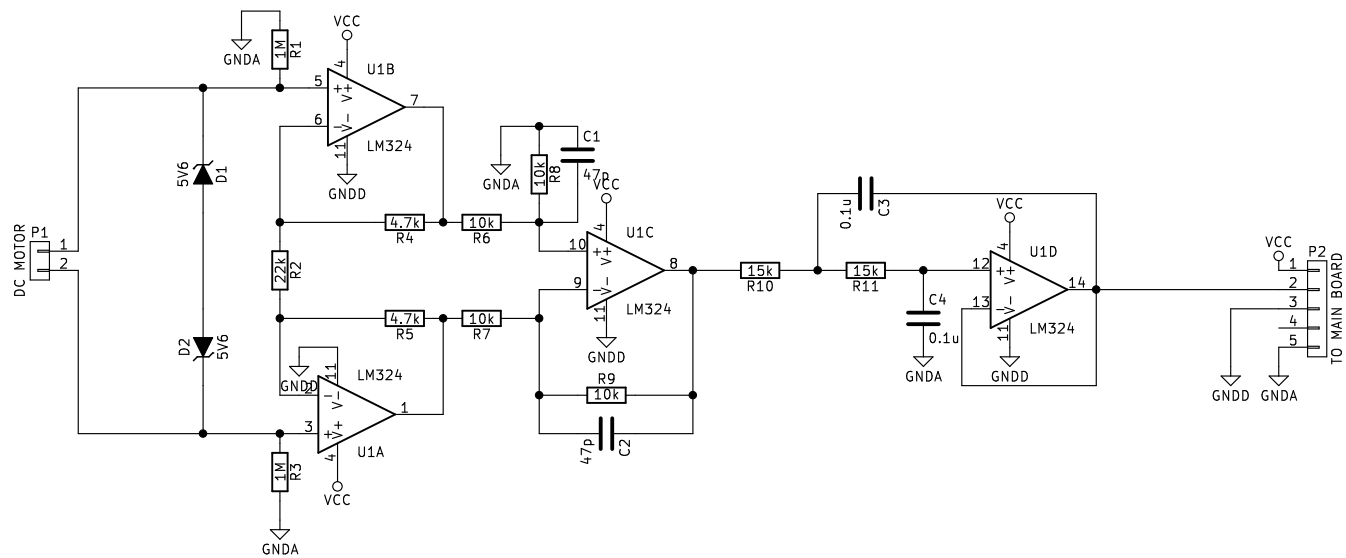 DC MOTOR
P1
1
2
GNDA
1M
R1
5V6
D1
D2
5V6
VCC
4
U1B
5
+
V+
7
6
−
V-
11
LM324
GNDD
22k
R2
4.7k
R4
10k
R6
4.7k
R5
10k
R7
GNDD
11
LM324
2
−
V-
1
3
+
V+
4
U1A
VCC
1M
R3
GNDA
GNDA
10k
R8
C1
47p
VCC
4
U1C
10
+
V+
8
9
−
V-
11
LM324
GNDD
R9
10k
47p
C2
15k
R10
0.1u
C3
15k
R11
C4
0.1u
GNDA
VCC
4
U1D
12
+
V+
14
13
−
V-
11
LM324
GNDD
VCC
P2
1
2
3
4
5
TO MAIN BOARD
GNDD
GNDA